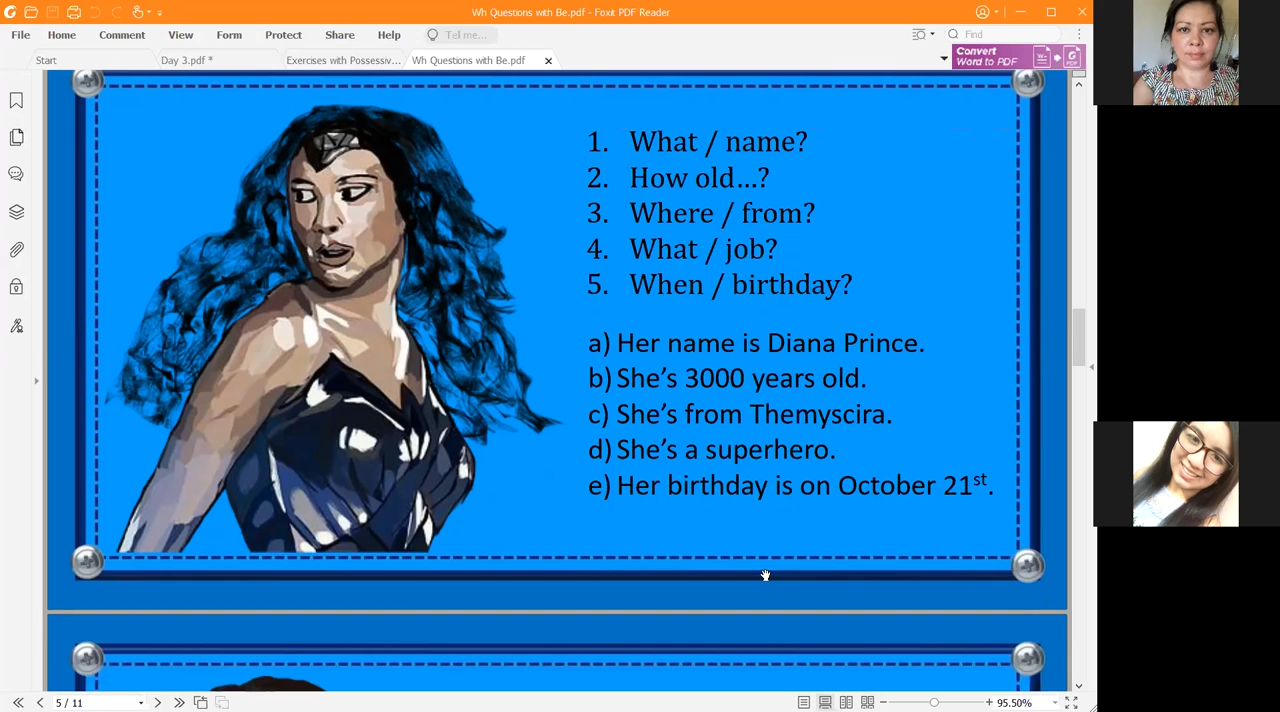 Wh Questions with Be.pdf - Foxit PDF Reader
File Home Comment View Form Protect Share Help Tell me... Find
Start Day 3.pdf * Exercises with Possessiv... Wh Questions with Be.pdf
Convert
Word to PDF
1. What / name?
2. How old...?
3. Where / from?
4. What / job?
5. When / birthday?
a) Her name is Diana Prince.
b) She's 3000 years old.
c) She's from Themyscira.
d) She's a superhero.
e) Her birthday is on October 21st.
5 / 11 95.50%